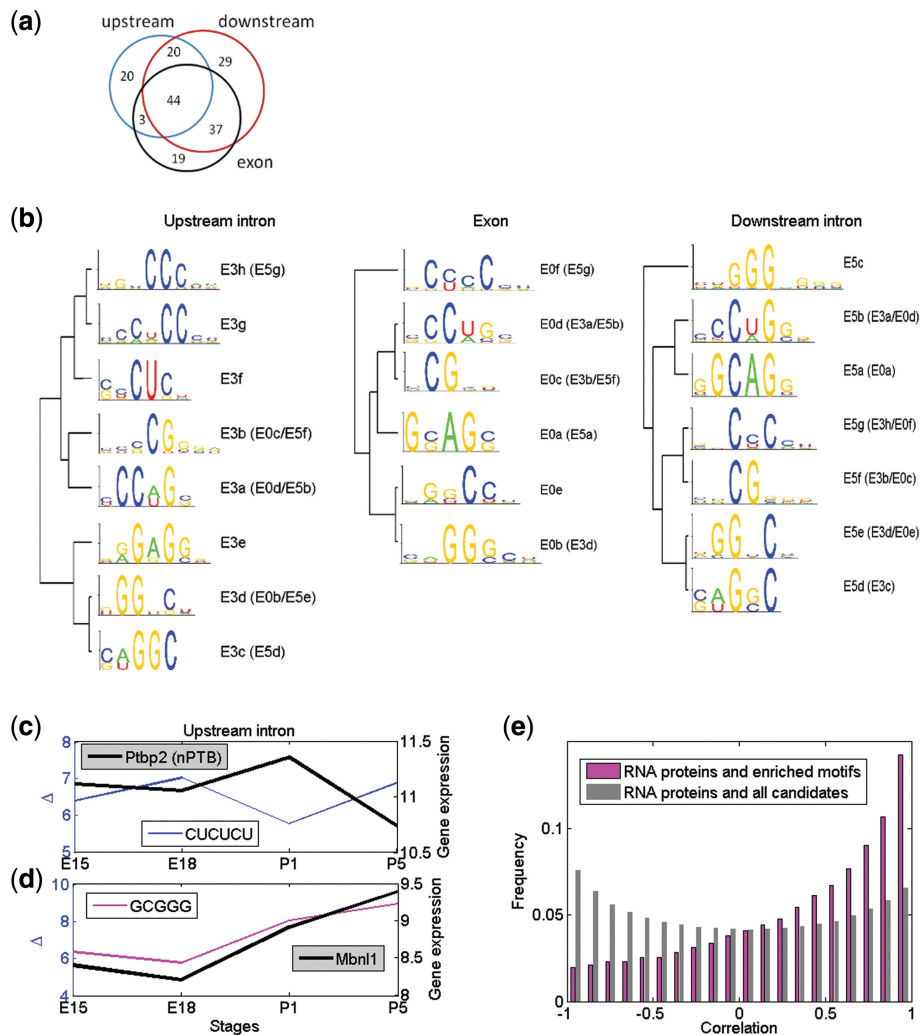 (a)
upstream
downstream
20
20
29
44
3
37
19
exon
(b)
Upstream intron
E3h (E5g)
E3g
E3f
E3b (E0c/E5f)
E3a (E0d/E5b)
E3e
E3d (E0b/E5e)
E3c (E5d)
Exon
E0f (E5g)
E0d (E3a/E5b)
E0c (E3b/E5f)
E0a (E5a)
E0e
E0b (E3d)
Downstream intron
E5c
E5b (E3a/E0d)
E5a (E0a)
E5g (E3h/E0f)
E5f (E3b/E0c)
E5e (E3d/E0e)
E5d (E3c)
(c)
Upstream intron
8
7
6
5
Δ
Ptbp2 (nPTB)
CUCUCU
11.5
11
10.5
Gene expression
E15
E18
P1
P5
(d)
10
8
6
4
Δ
GCGGG
Mbnl1
9.5
9
8.5
8
Gene expression
E15
E18
P1
P5
Stages
(e)
RNA proteins and enriched motifs
RNA proteins and all candidates
Frequency
0.1
0.05
0
-1
-0.5
0
0.5
1
Correlation